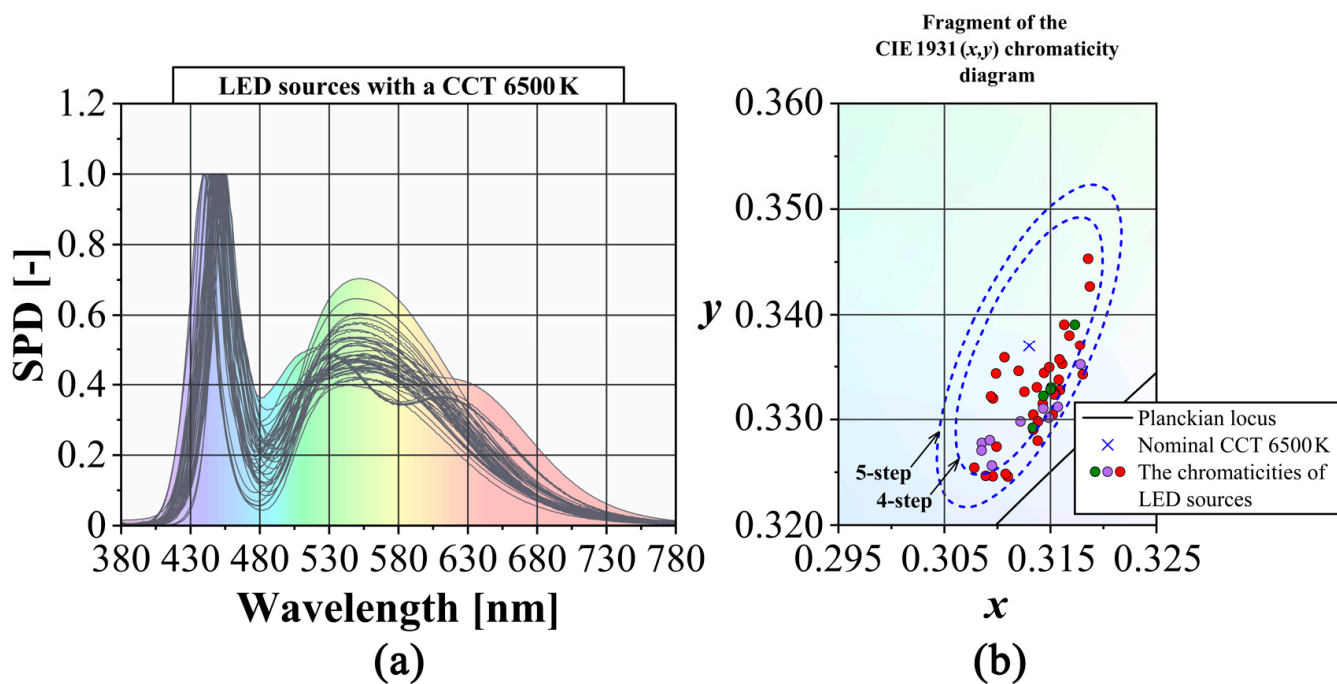 LED sources with a CCT 6500 K
1.2
1.0
0.8
0.6
0.4
0.2
0
SPD [-]
380 430 480 530 580 630 680 730 780
Wavelength [nm]
(a)
Fragment of the
CIE 1931 (x,y) chromaticity
diagram
0.360
0.350
0.340
0.330
0.320
y
5-step
4-step
Planckian locus
Nominal CCT 6500 K
The chromaticities of
LED sources
0.295 0.305 0.315 0.325
x
(b)